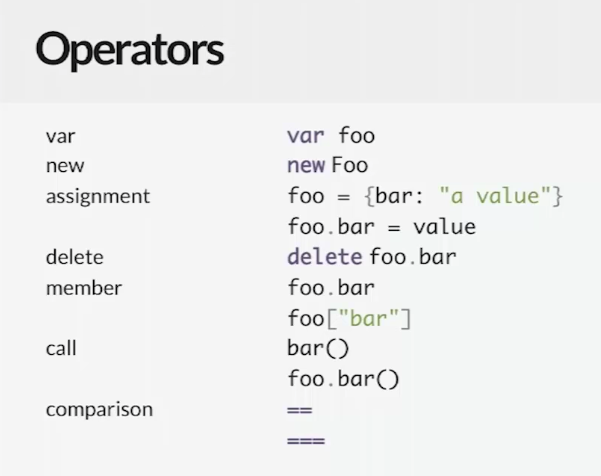 Operators
var var foo
new new Foo
assignment foo = {bar: "a value"}
foo.bar = value
delete delete foo.bar
member foo.bar
foo["bar"]
call bar()
foo.bar()
comparison ==
===